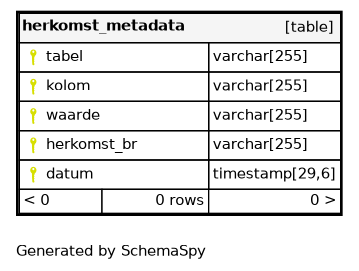 herkomst_metadata [table]
tabel varchar[255]
kolom varchar[255]
waarde varchar[255]
herkomst_br varchar[255]
datum timestamp[29,6]
< 0 0 rows 0 >
Generated by SchemaSpy